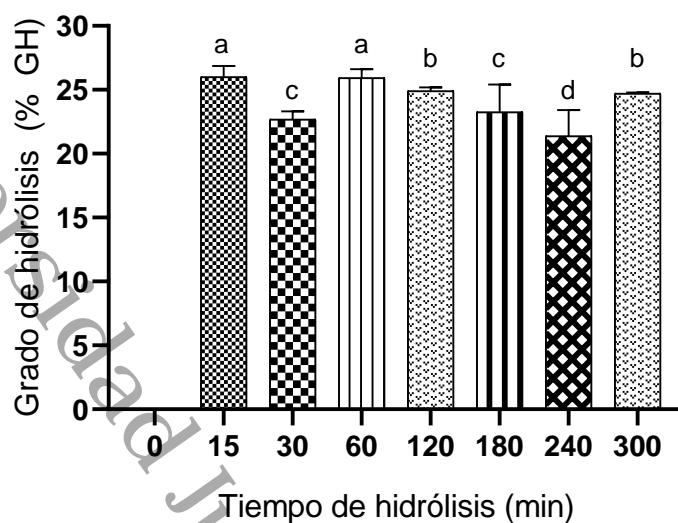 Grado de hidrólisis (% GH)
30
25
20
15
10
5
0
a
c
a
b
c
d
b
0 15 30 60 120 180 240 300
Tiempo de hidrólisis (min)